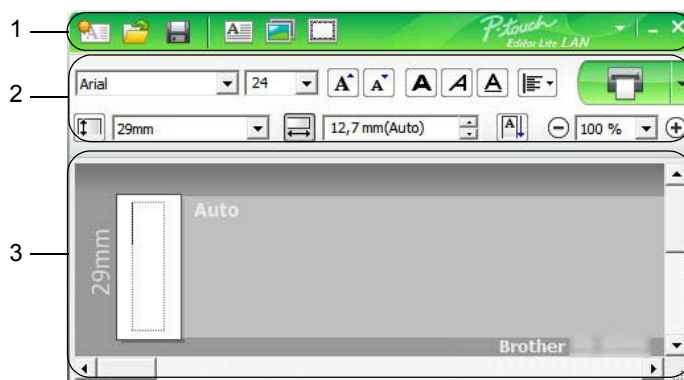 1
P-touch
Editor Lite LAN
2
Arial 24 A A A A A
29mm 12,7 mm(Auto) A 100 %
3
29mm
Auto
Brother